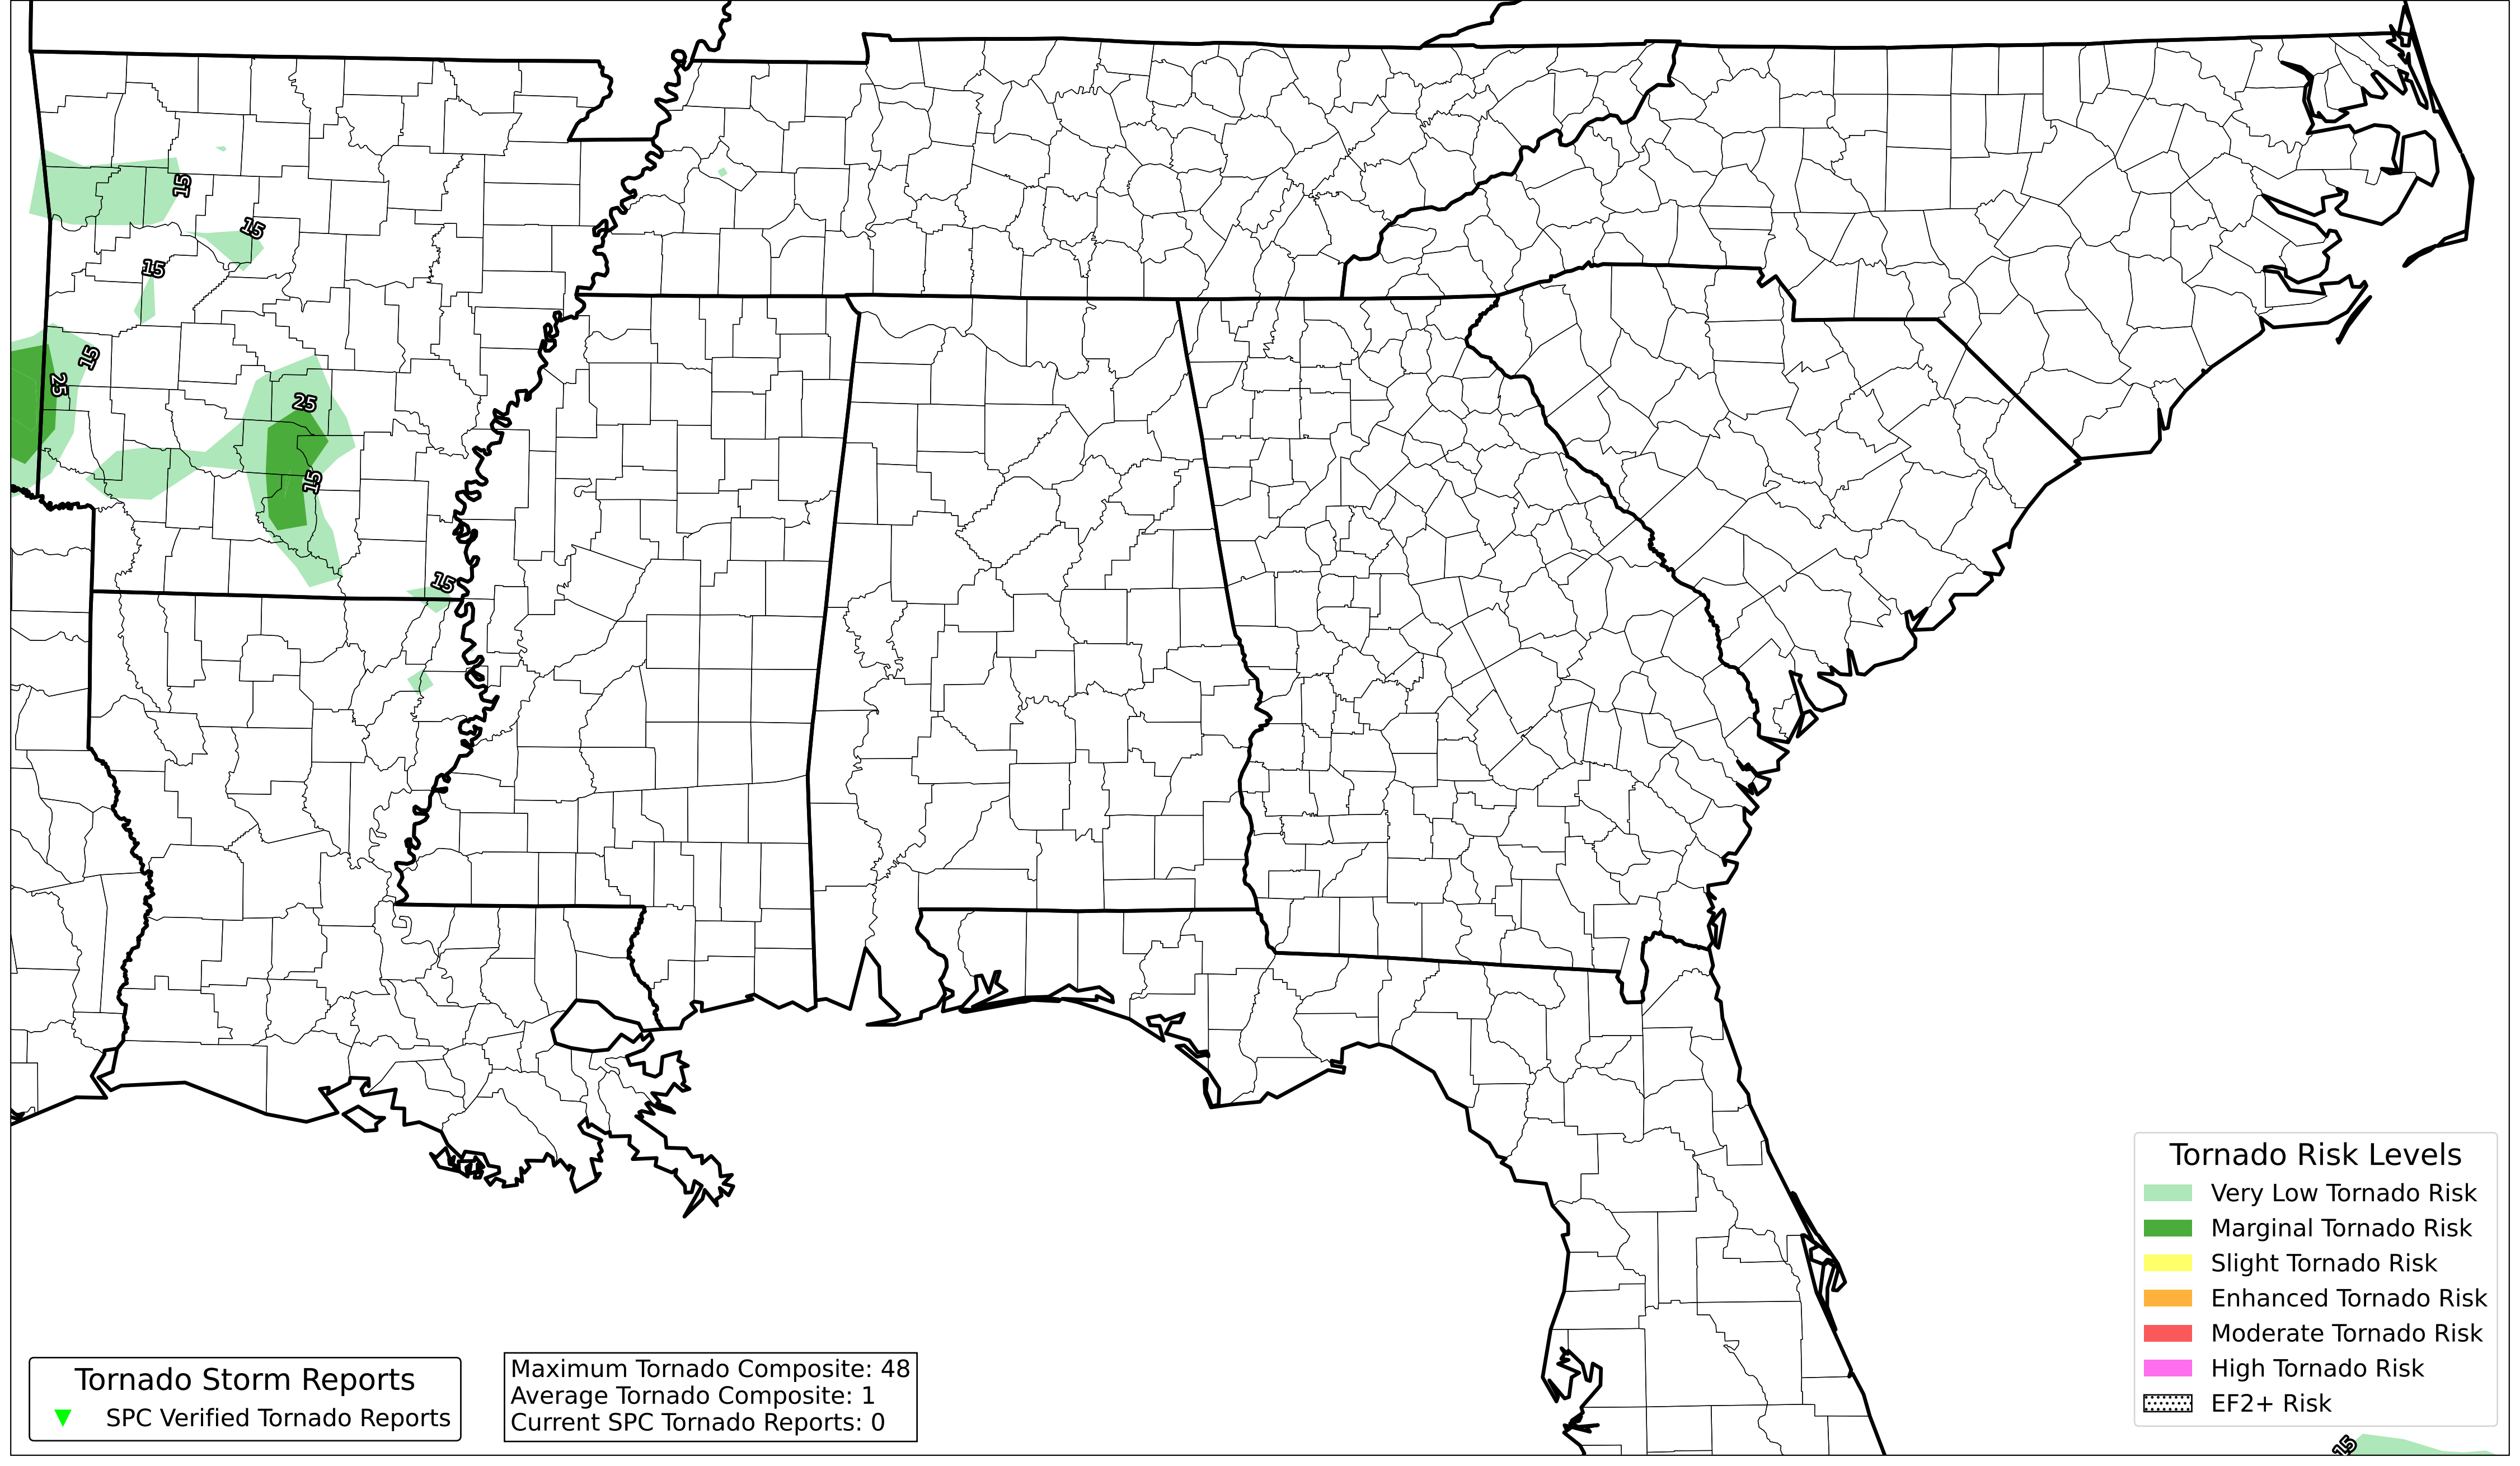 15
15
15
15
25
25
15
15
Tornado Risk Levels
Very Low Tornado Risk
Marginal Tornado Risk
Slight Tornado Risk
Enhanced Tornado Risk
Moderate Tornado Risk
High Tornado Risk
EF2+ Risk
Tornado Storm Reports
SPC Verified Tornado Reports
Maximum Tornado Composite: 48
Average Tornado Composite: 1
Current SPC Tornado Reports: 0
15